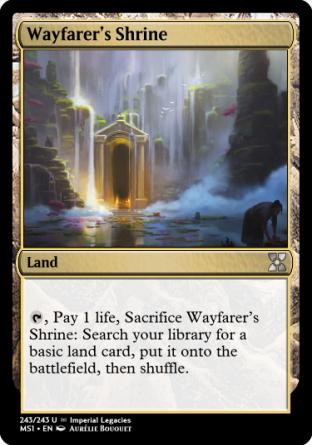 Wayfarer's Shrine
Land
, Pay 1 life, Sacrifice Wayfarer's
Shrine: Search your library for a
basic land card, put it onto the
battlefield, then shuffle.
243/243 U Imperial Legacies
MS1 • EN Aurélie Bouquet